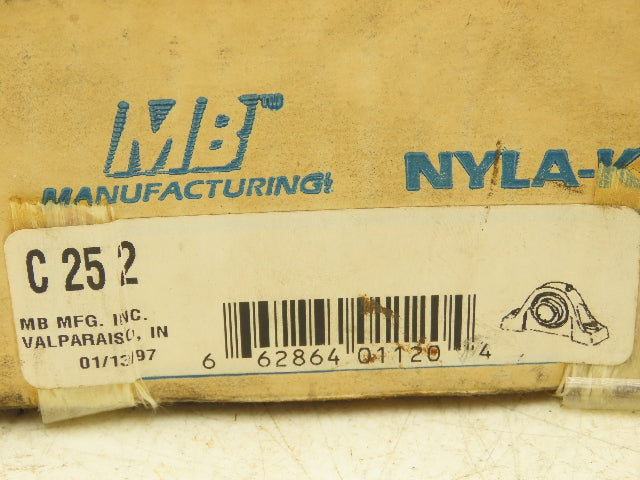 MB™
MANUFACTURING
NYLA-K
C 25 2
MB MFG. INC.
VALPARAISO, IN
01/13/97
6 62864 01120 4